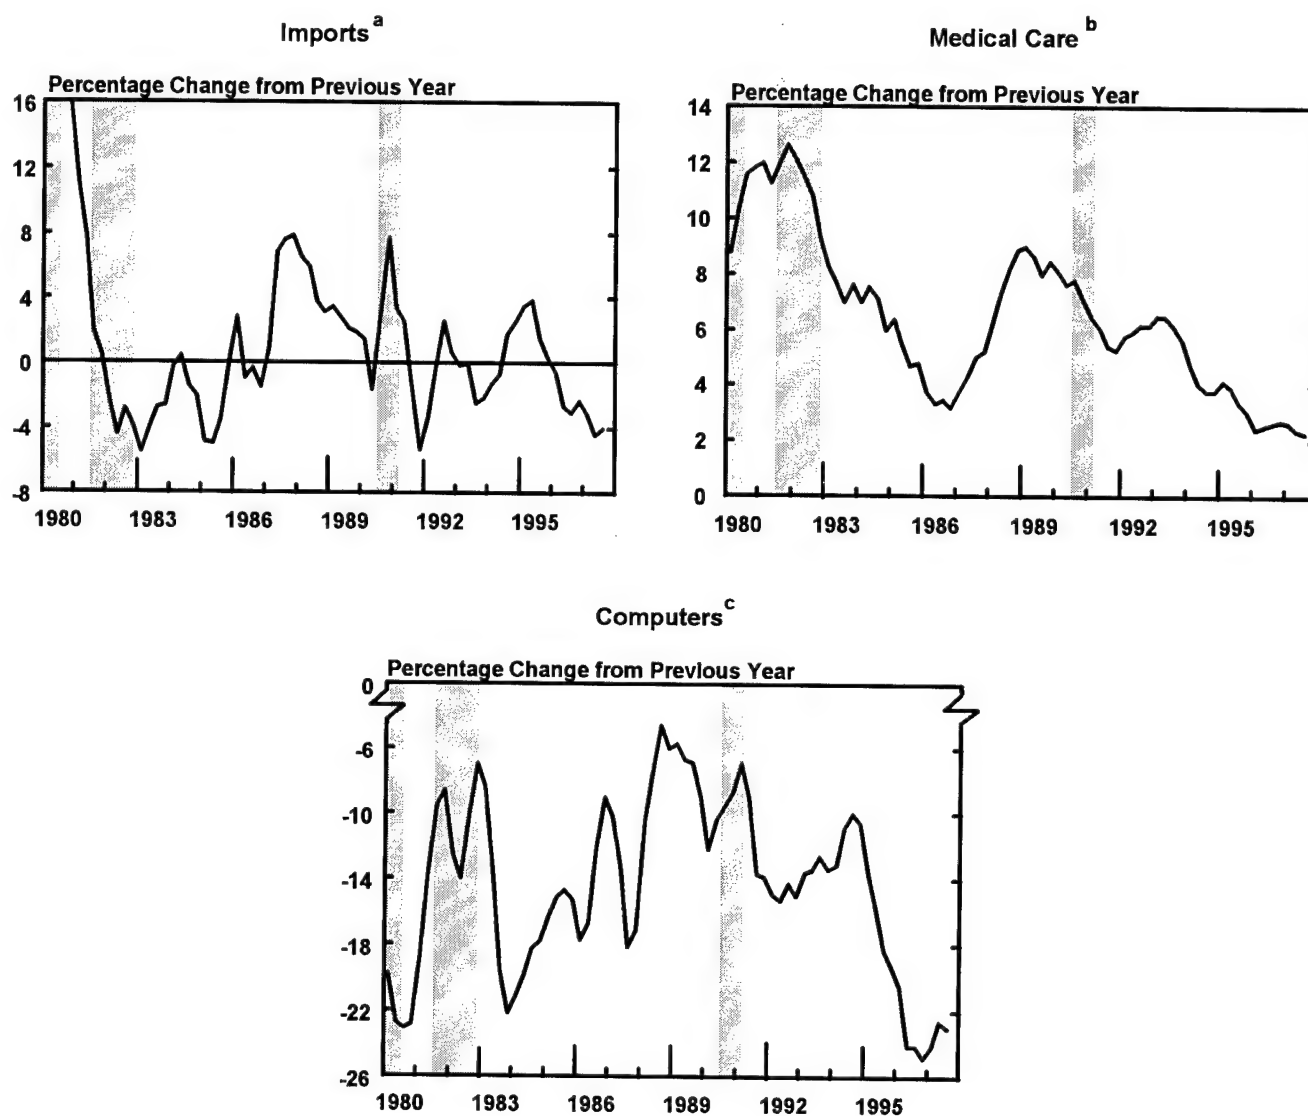 Imports a
Percentage Change from Previous Year
16
12
8
4
0
-4
-8
1980 1983 1986 1989 1992 1995
Medical Care b
Percentage Change from Previous Year
14
12
10
8
6
4
2
0
1980 1983 1986 1989 1992 1995
Computers c
Percentage Change from Previous Year
0
-6
-10
-14
-18
-22
-26
1980 1983 1986 1989 1992 1995